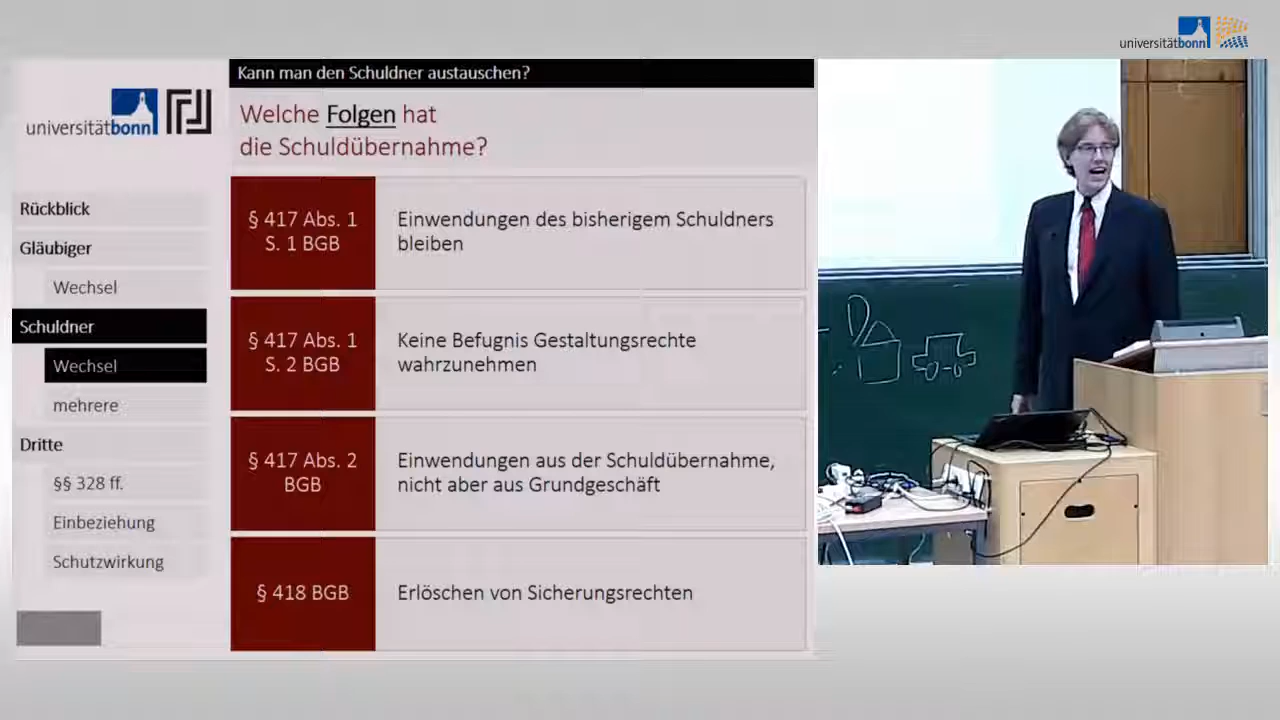 universitätbonn
Kann man den Schuldner austauschen?
universitätbonn
Welche Folgen hat
die Schuldübernahme?
Rückblick
Gläubiger
Wechsel
Schuldner
Wechsel
mehrere
Dritte
§§ 328 ff.
Einbeziehung
Schutzwirkung
§ 417 Abs. 1
S. 1 BGB
Einwendungen des bisherigem Schuldners
bleiben
§ 417 Abs. 1
S. 2 BGB
Keine Befugnis Gestaltungsrechte
wahrzunehmen
§ 417 Abs. 2
BGB
Einwendungen aus der Schuldübernahme,
nicht aber aus Grundgeschäft
§ 418 BGB
Erlöschen von Sicherungsrechten
D